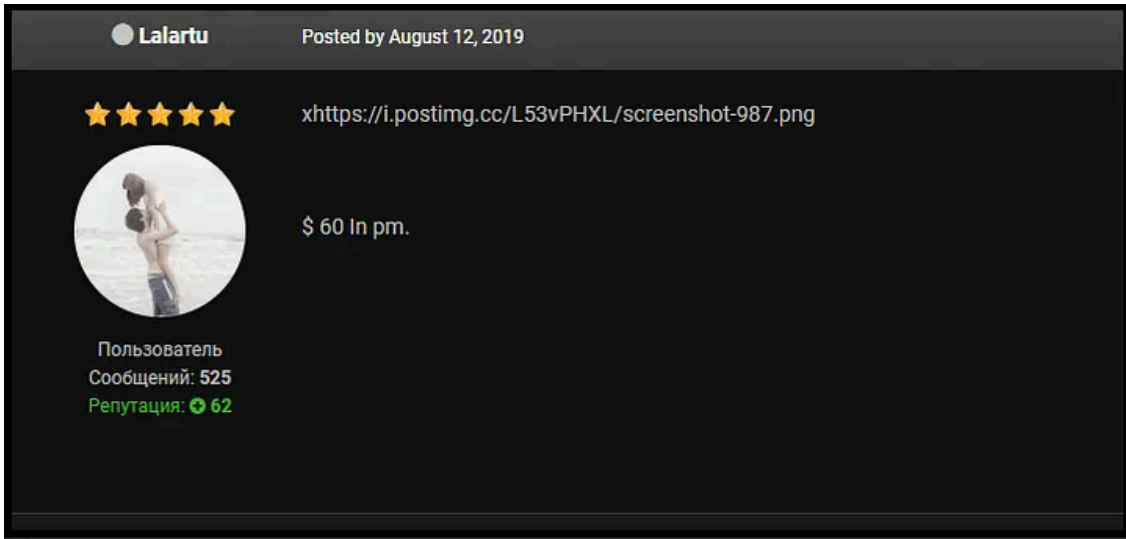 Lalartu
Posted by August 12, 2019
xhttps://i.postimg.cc/L53vPHXL/screenshot-987.png
$ 60 In pm.
Пользователь
Сообщений: 525
Репутация: 62